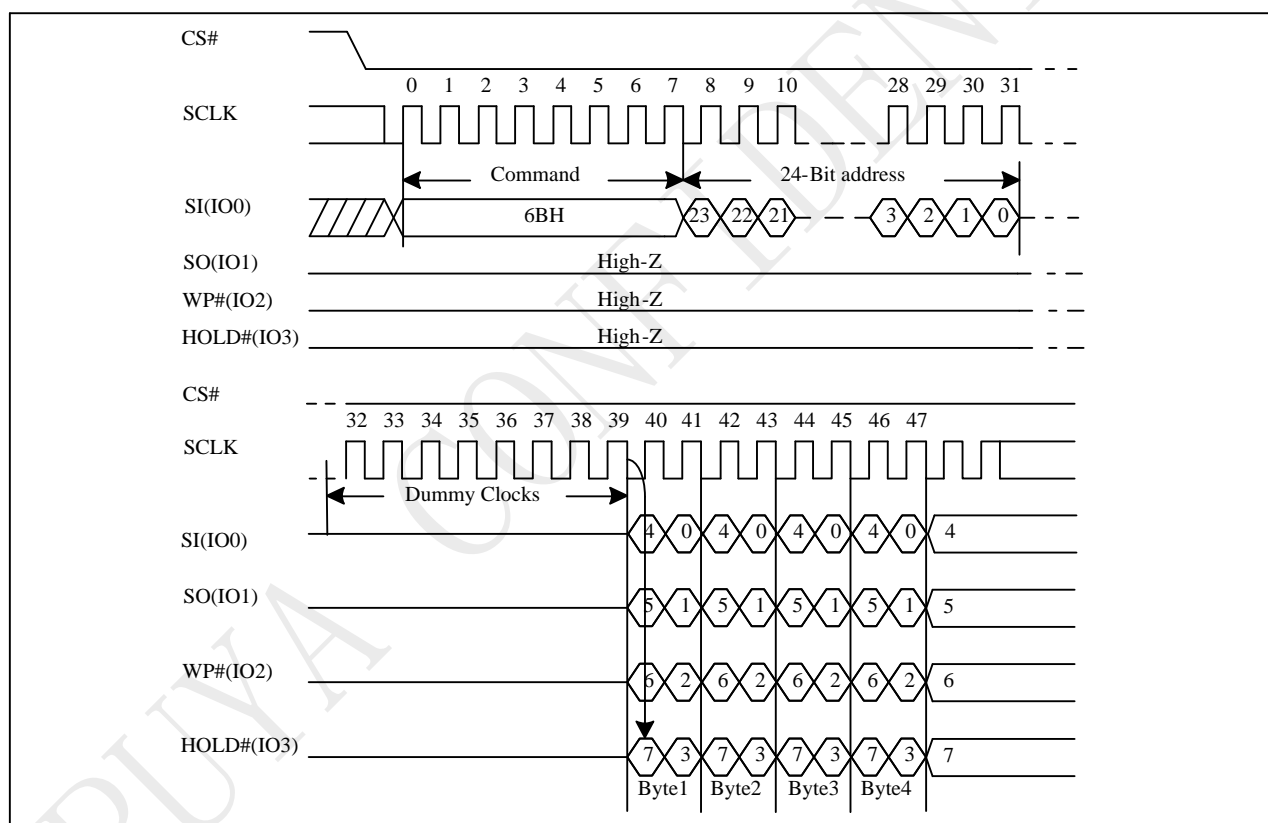 CS#
0 1 2 3 4 5 6 7 8 9 10 28 29 30 31
SCLK
Command 24-Bit address
SI(IO0) 6BH 23 22 21 3 2 1 0
SO(IO1) High-Z
WP#(IO2) High-Z
HOLD#(IO3) High-Z
CS#
32 33 34 35 36 37 38 39 40 41 42 43 44 45 46 47
SCLK
Dummy Clocks
SI(IO0) 4 0 4 0 4 0 4 0 4
SO(IO1) 5 1 5 1 5 1 5 1 5
WP#(IO2) 6 2 6 2 6 2 6 2 6
HOLD#(IO3) 7 3 7 3 7 3 7 3 7
Byte1 Byte2 Byte3 Byte4
PUYA CONFIDEN